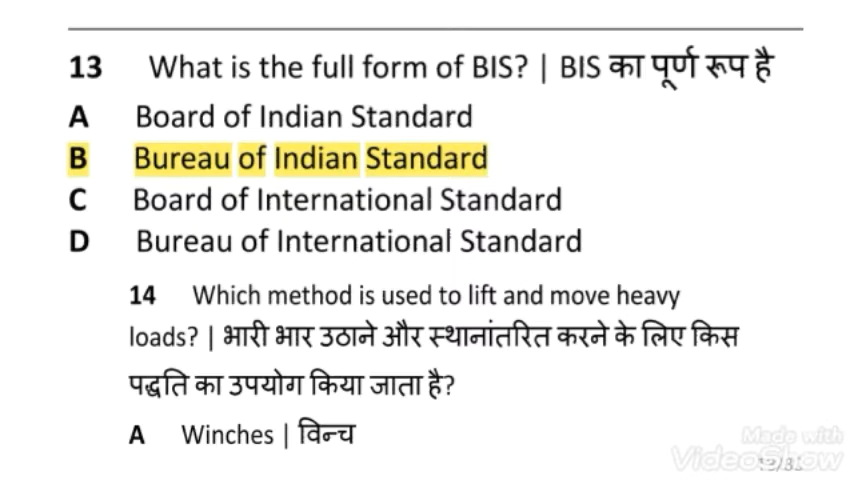 13 What is the full form of BIS? | BIS का पूर्ण रूप है
A Board of Indian Standard
B Bureau of Indian Standard
C Board of International Standard
D Bureau of International Standard
14 Which method is used to lift and move heavy
loads? | भारी भार उठाने और स्थानांतरित करने के लिए किस
पद्धति का उपयोग किया जाता है?
A Winches | विन्च
Made with
VideoShow